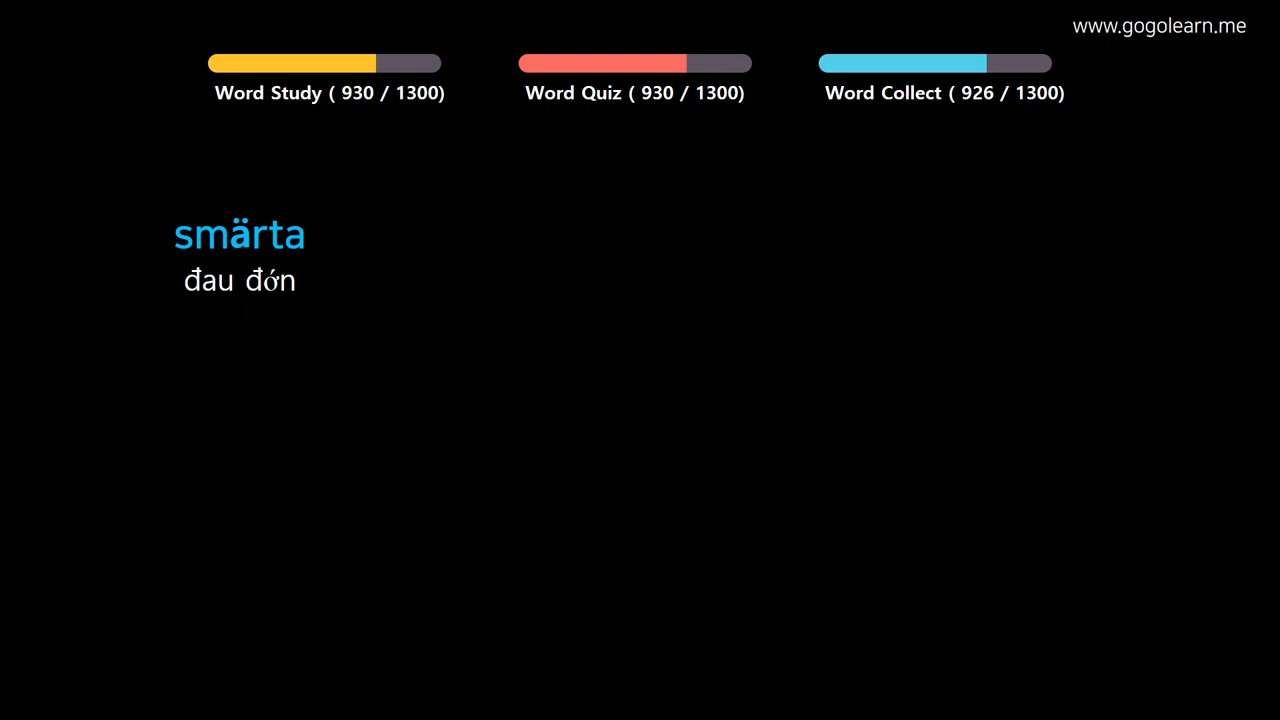 www.gogolearn.me
Word Study ( 930 / 1300)
Word Quiz ( 930 / 1300)
Word Collect ( 926 / 1300)
smärta
đau đớn